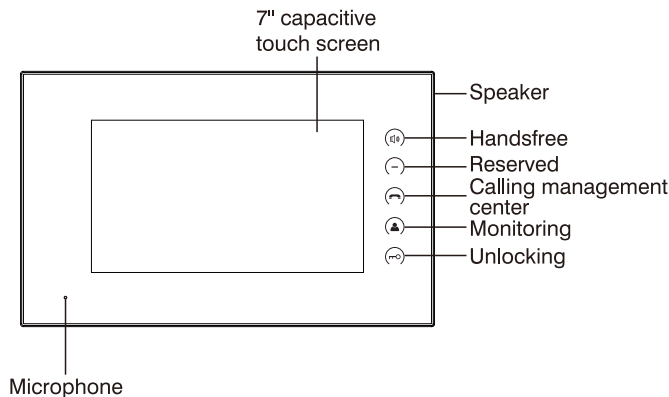 7" capacitive
touch screen
Speaker
Handsfree
Reserved
Calling management
center
Monitoring
Unlocking
Microphone